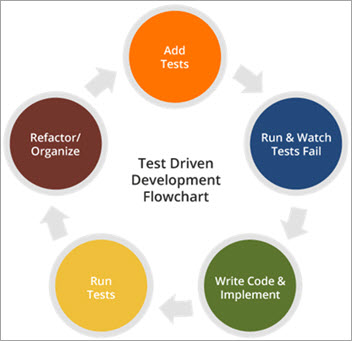 Add
Tests
Run & Watch
Tests Fail
Write Code &
Implement
Run
Tests
Refactor/
Organize
Test Driven
Development
Flowchart